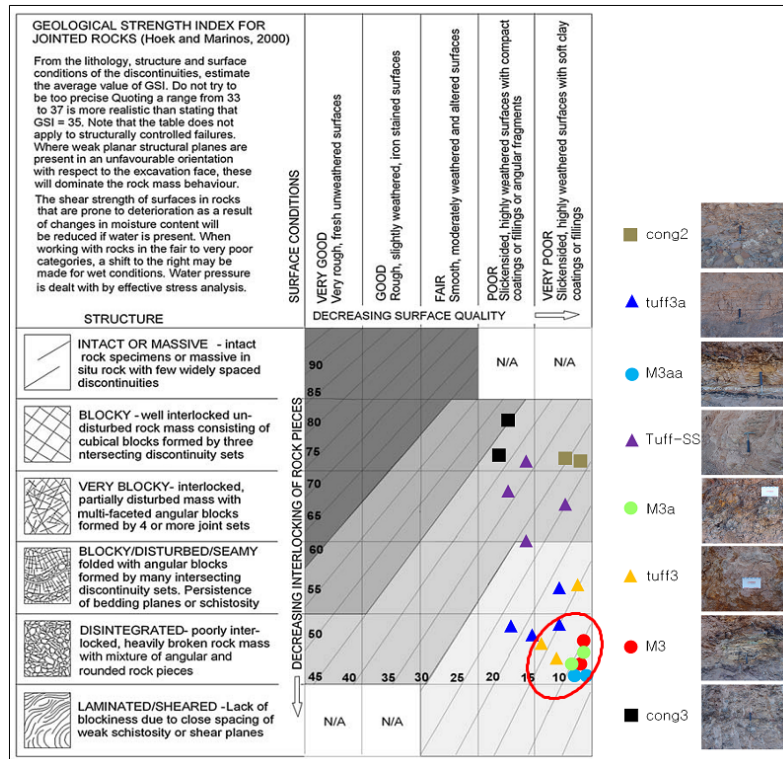 GEOLOGICAL STRENGTH INDEX FOR
JOINTED ROCKS (Hoek and Marinos, 2000)
From the lithology, structure and surface
conditions of the discontinuities, estimate
the average value of GSI. Do not try to
be too precise Quoting a range from 33
to 37 is more realistic than stating that
GSI = 35. Note that the table does not
apply to structurally controlled failures.
Where weak planar structural planes are
present in an unfavourable orientation
with respect to the excavation face, these
will dominate the rock mass behaviour.
The shear strength of surfaces in rocks
that are prone to deterioration as a result
of changes in moisture content will
be reduced if water is present. When
working with rocks in the fair to very poor
categories, a shift to the right may be
made for wet conditions. Water pressure
is dealt with by effective stress analysis.
SURFACE CONDITIONS
VERY GOOD
Very rough, fresh unweathered surfaces
GOOD
Rough, slightly weathered, iron stained surfaces
FAIR
Smooth, moderately weathered and altered surfaces
POOR
Slickensided, highly weathered surfaces with compact
coatings or fillings or angular fragments
VERY POOR
Slickensided, highly weathered surfaces with soft clay
coatings or fillings
STRUCTURE
DECREASING SURFACE QUALITY
DECREASING INTERLOCKING OF ROCK PIECES
INTACT OR MASSIVE - intact
rock specimens or massive in
situ rock with few widely spaced
discontinuities
90
85
N/A
N/A
BLOCKY - well interlocked un-
disturbed rock mass consisting
of cubical blocks formed by three
ntersecting discontinuity sets
80
75
VERY BLOCKY- interlocked,
partially disturbed mass with
multi-faceted angular blocks
formed by 4 or more joint sets
70
65
60
BLOCKY/DISTURBED/SEAMY
folded with angular blocks
formed by many intersecting
discontinuity sets. Persistence
of bedding planes or schistosity
55
DISINTEGRATED- poorly inter-
locked, heavily broken rock
mass with mixture of angular and
rounded rock pieces
50
45 40 35 30 25 20 15 10
LAMINATED/SHEARED - Lack of
blockiness due to close spacing of
weak schistosity or shear planes
N/A
N/A
cong2
tuff3a
M3aa
Tuff-SS
M3a
tuff3
M3
cong3